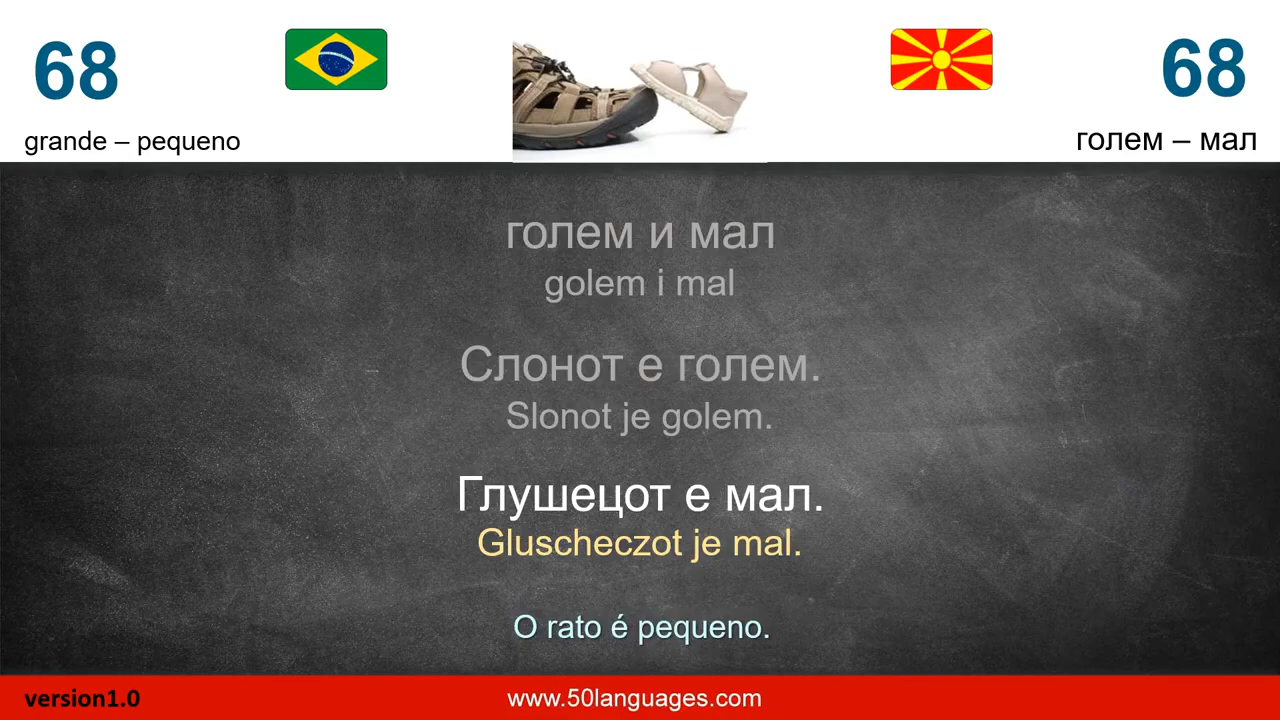 68
68
grande – pequeno
голем – мал
голем и мал
golem i mal
Слонот е голем.
Slonot je golem.
Глушецот е мал.
Gluscheczot je mal.
O rato é pequeno.
version1.0
www.50languages.com